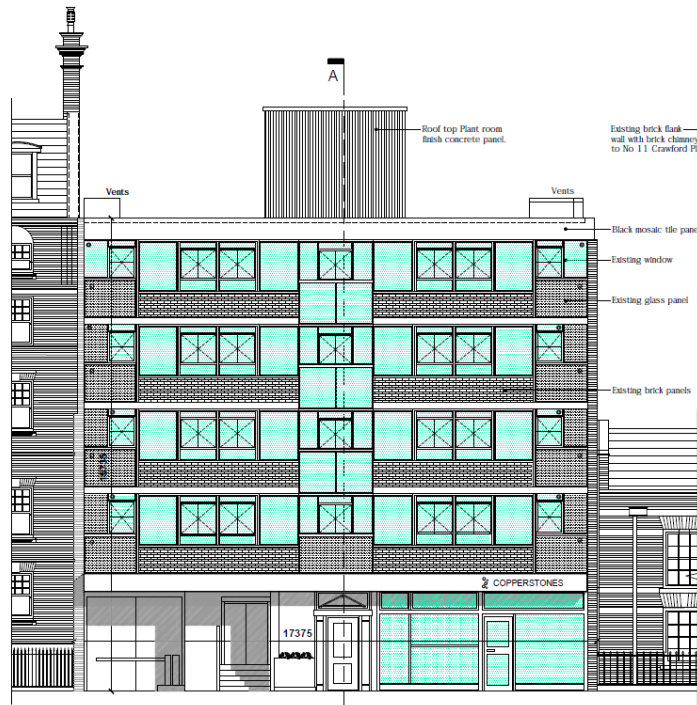 A
Roof top Plant room
finish concrete panel.
Existing brick flank
wall with brick chimney
to No 11 Crawford Pl
Vents
Vents
Black mosaic tile pane
Existing window
Existing glass panel
Existing brick panels
COPPERSTONES
17375